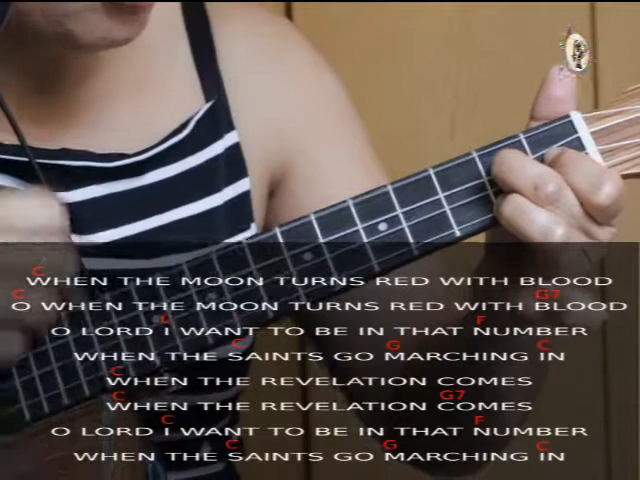 C
WHEN THE MOON TURNS RED WITH BLOOD
C G7
O WHEN THE MOON TURNS RED WITH BLOOD
C F
O LORD I WANT TO BE IN THAT NUMBER
C G C
WHEN THE SAINTS GO MARCHING IN
C
WHEN THE REVELATION COMES
C G7
WHEN THE REVELATION COMES
C F
O LORD I WANT TO BE IN THAT NUMBER
C G C
WHEN THE SAINTS GO MARCHING IN